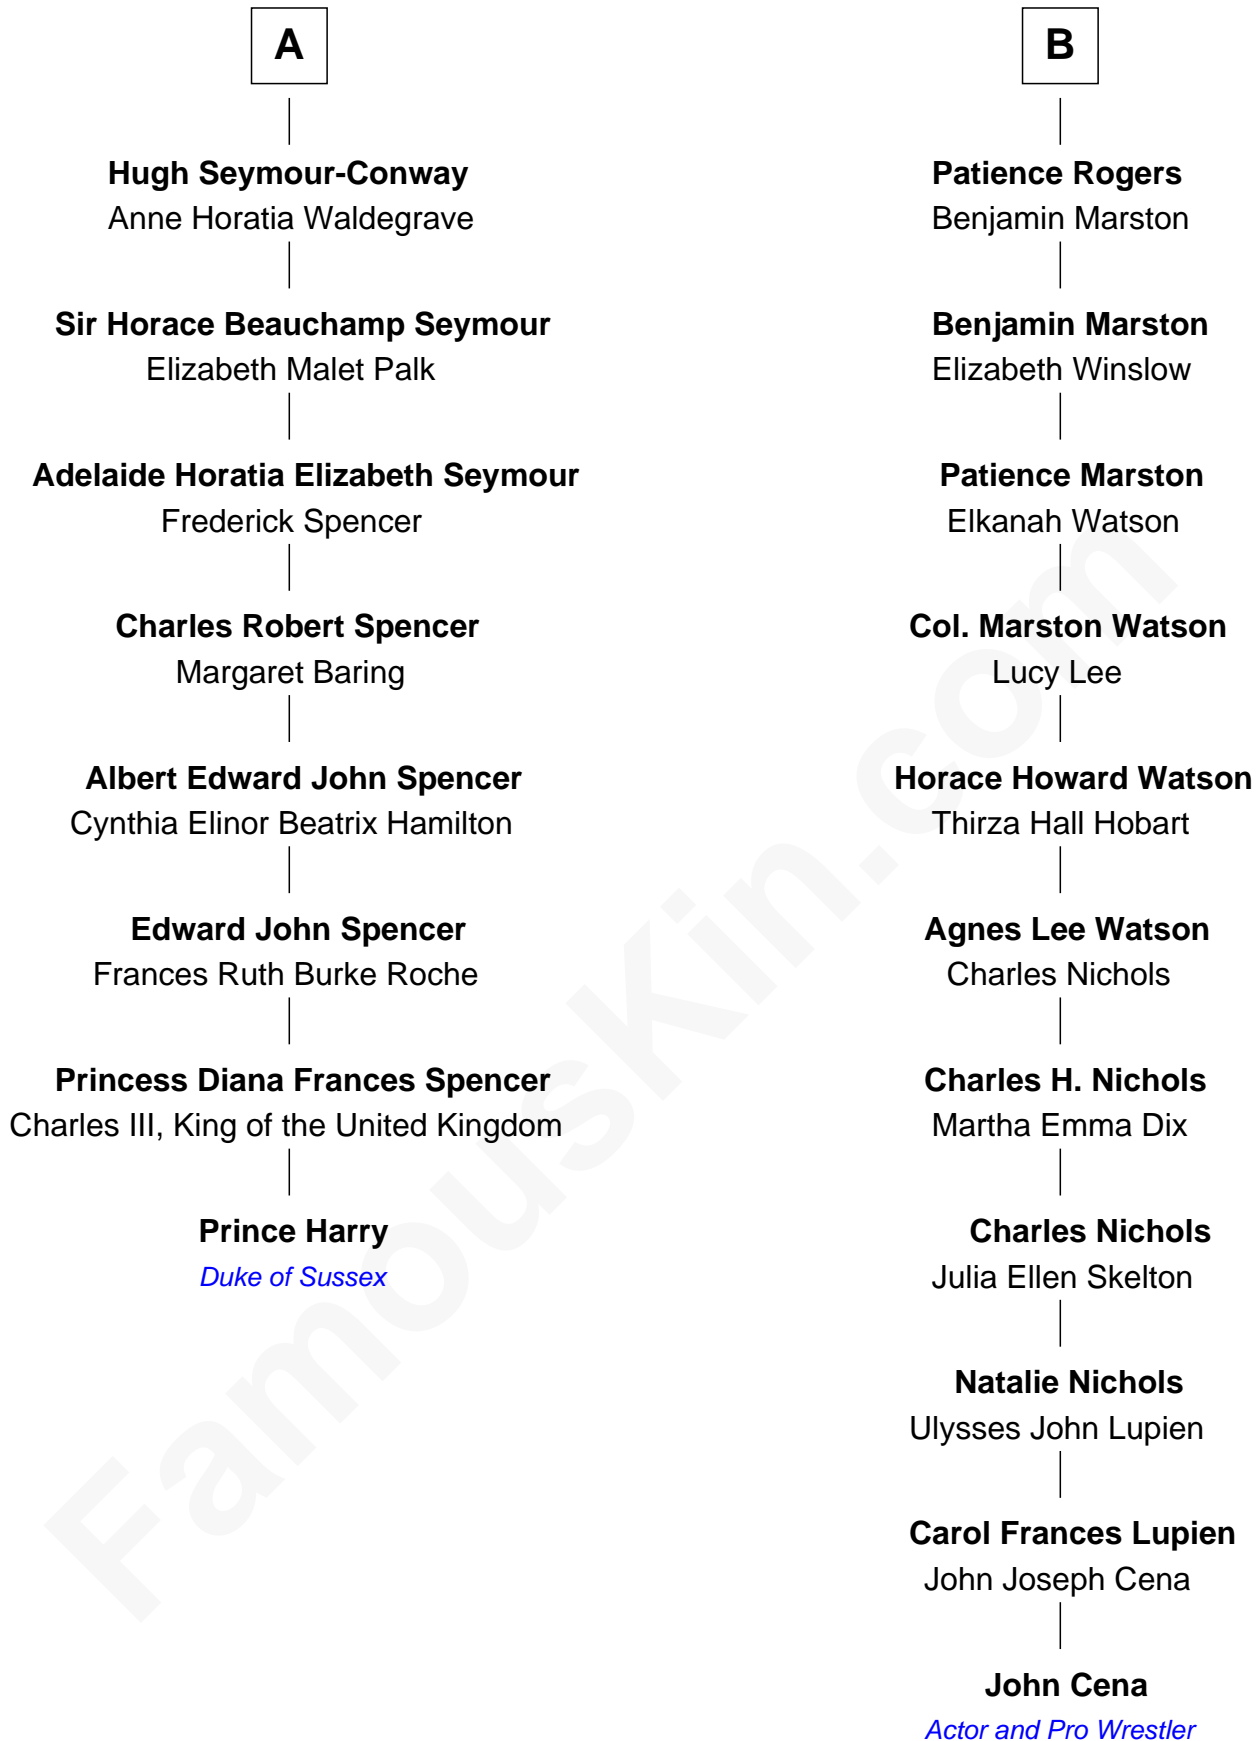 A
Hugh Seymour-Conway
Anne Horatia Waldegrave
Sir Horace Beauchamp Seymour
Elizabeth Malet Palk
Adelaide Horatia Elizabeth Seymour
Frederick Spencer
Charles Robert Spencer
Margaret Baring
Albert Edward John Spencer
Cynthia Elinor Beatrix Hamilton
Edward John Spencer
Frances Ruth Burke Roche
Princess Diana Frances Spencer
Charles III, King of the United Kingdom
Prince Harry
Duke of Sussex
B
Patience Rogers
Benjamin Marston
Benjamin Marston
Elizabeth Winslow
Patience Marston
Elkanah Watson
Col. Marston Watson
Lucy Lee
Horace Howard Watson
Thirza Hall Hobart
Agnes Lee Watson
Charles Nichols
Charles H. Nichols
Martha Emma Dix
Charles Nichols
Julia Ellen Skelton
Natalie Nichols
Ulysses John Lupien
Carol Frances Lupien
John Joseph Cena
John Cena
Actor and Pro Wrestler
FamousKin.com